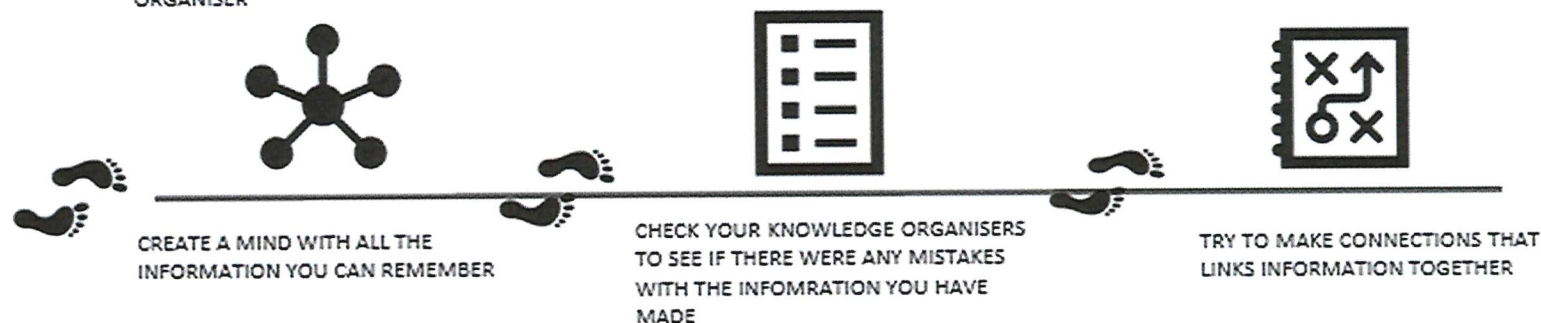 ORGANISER
CREATE A MIND WITH ALL THE
INFORMATION YOU CAN REMEMBER
CHECK YOUR KNOWLEDGE ORGANISERS
TO SEE IF THERE WERE ANY MISTAKES
WITH THE INFOMRATION YOU HAVE
MADE
TRY TO MAKE CONNECTIONS THAT
LINKS INFORMATION TOGETHER